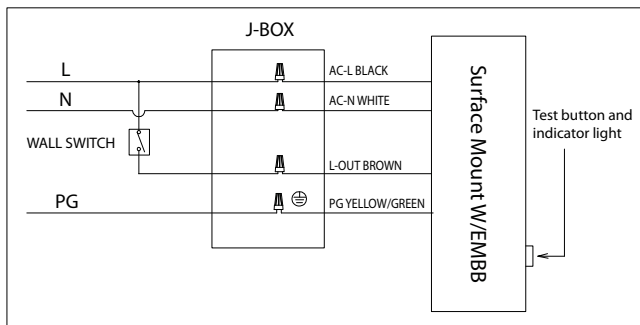 J-BOX
L
AC-L BLACK
N
AC-N WHITE
WALL SWITCH
L-OUT BROWN
PG
PG YELLOW/GREEN
Surface Mount W/EMBB
Test button and
indicator light